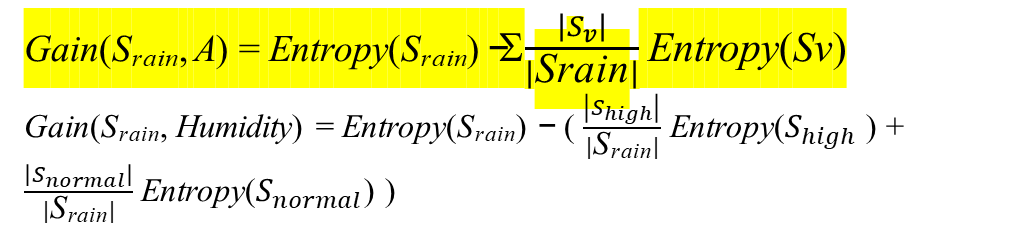 Gain(S_rain, A) = Entropy(S_rain) − Σ |s_v| / |Srain| Entropy(Sv)
Gain(S_rain, Humidity) = Entropy(S_rain) − ( |s_high| / |S_rain| Entropy(S_high ) +
|s_normal| / |S_rain| Entropy(S_normal) )